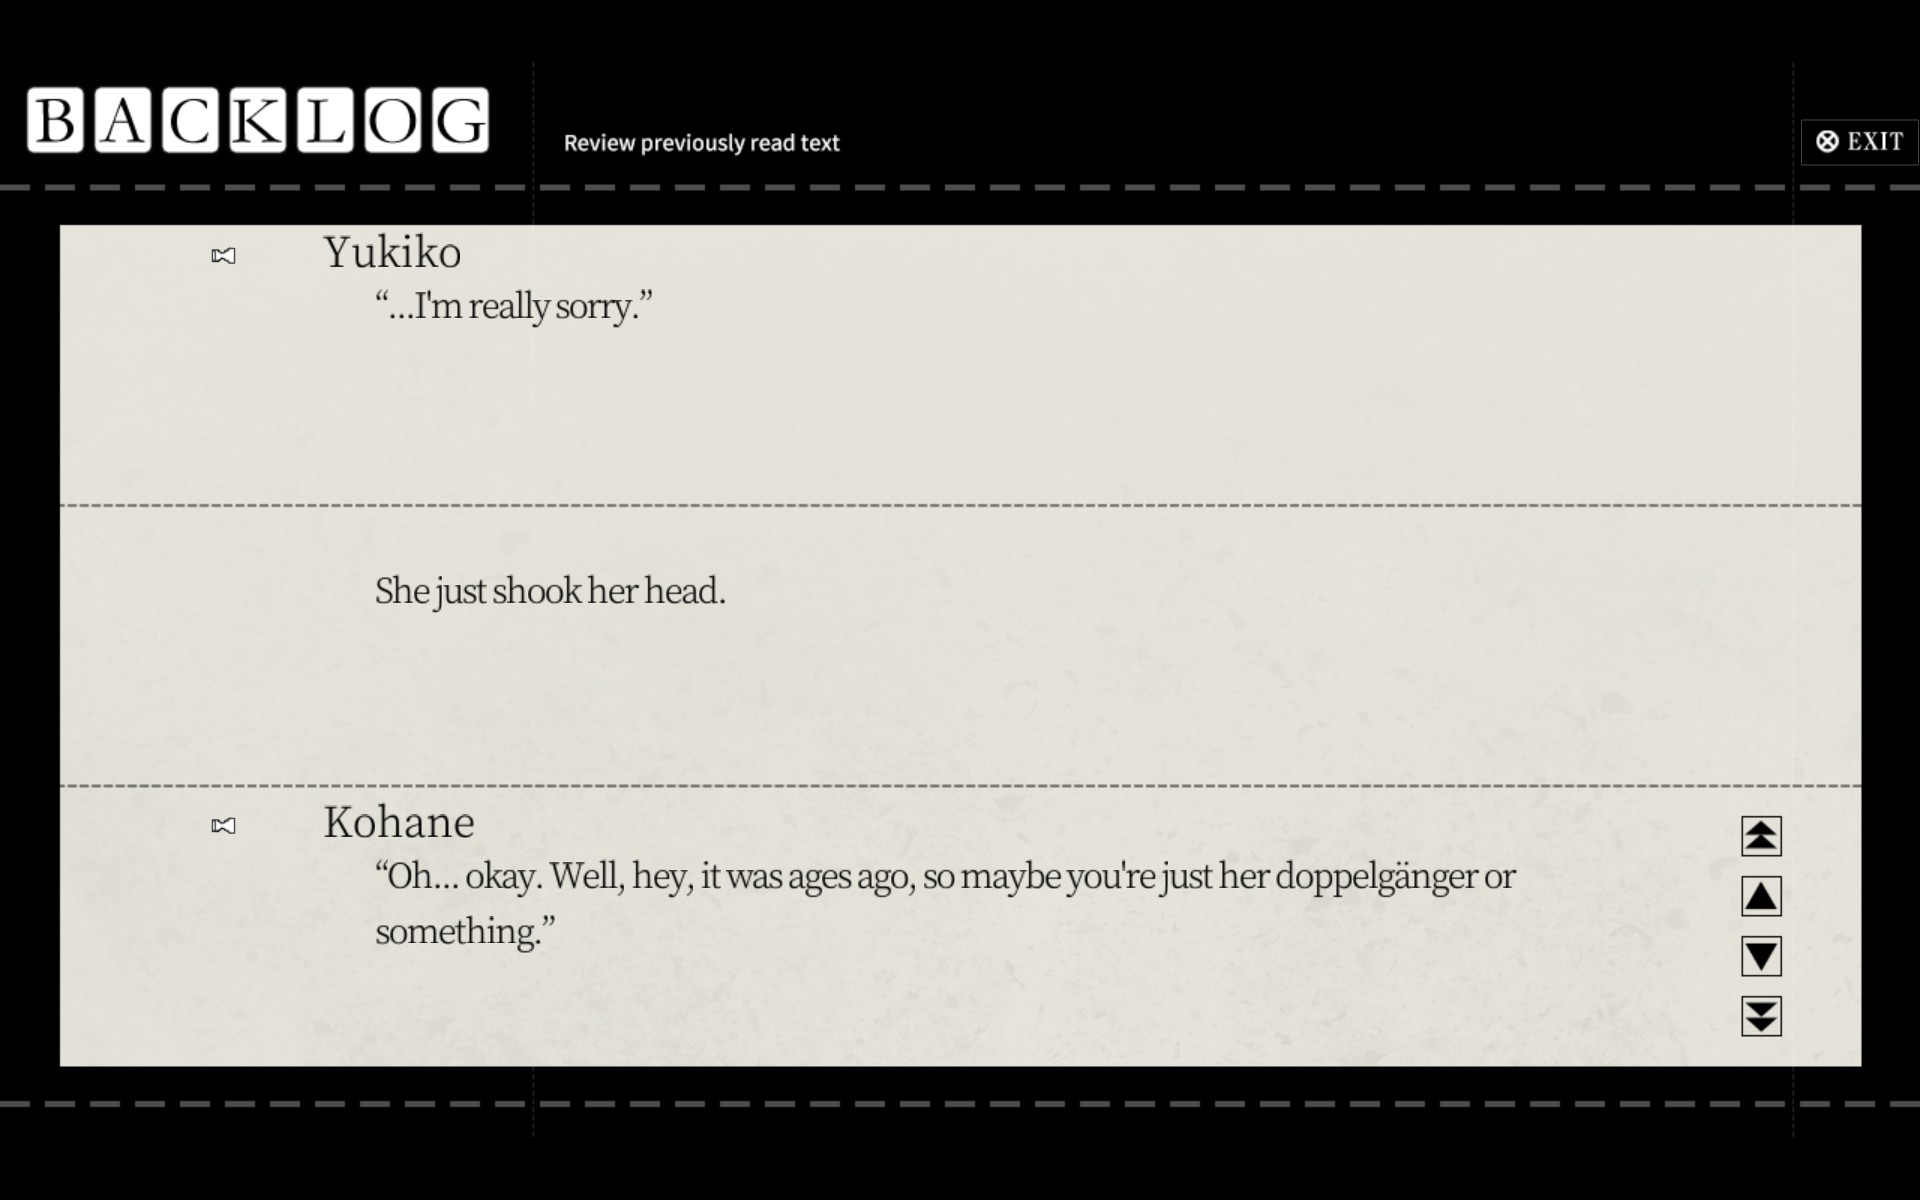 BACKLOG
Review previously read text
EXIT
Yukiko
“...I'm really sorry.”
She just shook her head.
Kohane
“Oh... okay. Well, hey, it was ages ago, so maybe you're just her doppelgänger or
something.”